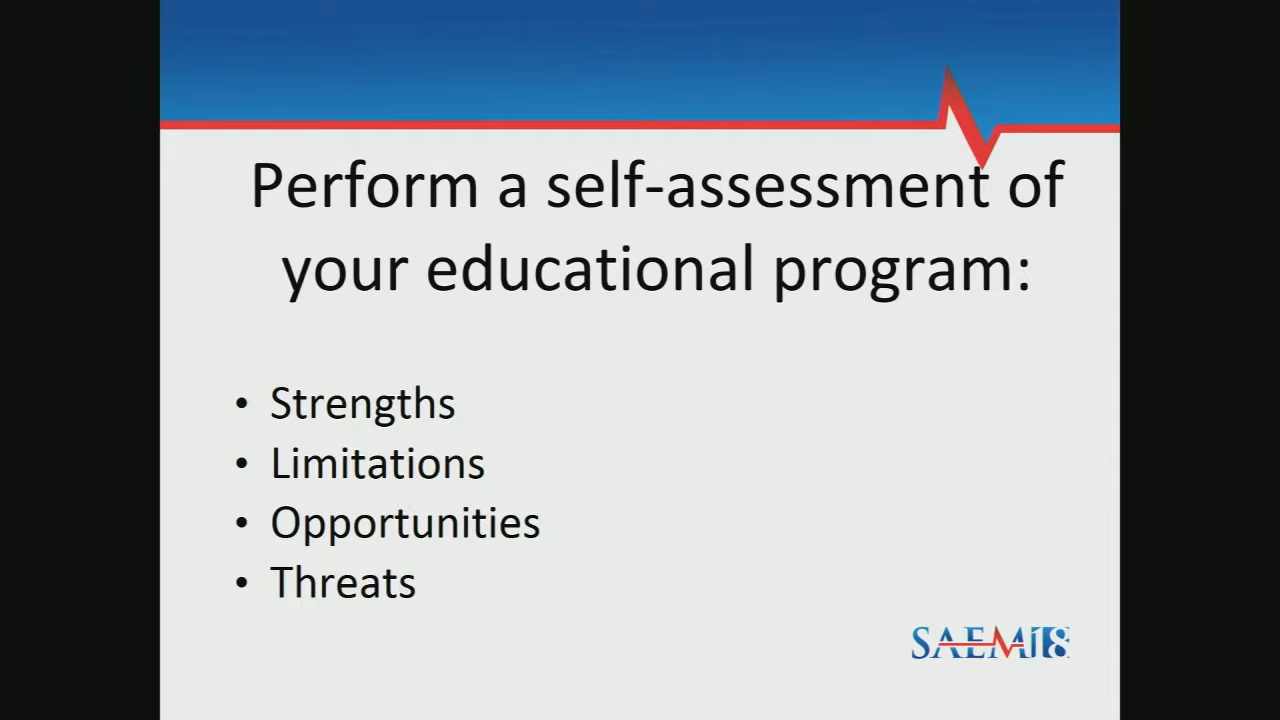 Perform a self-assessment of
your educational program:
• Strengths
• Limitations
• Opportunities
• Threats
SAEM18